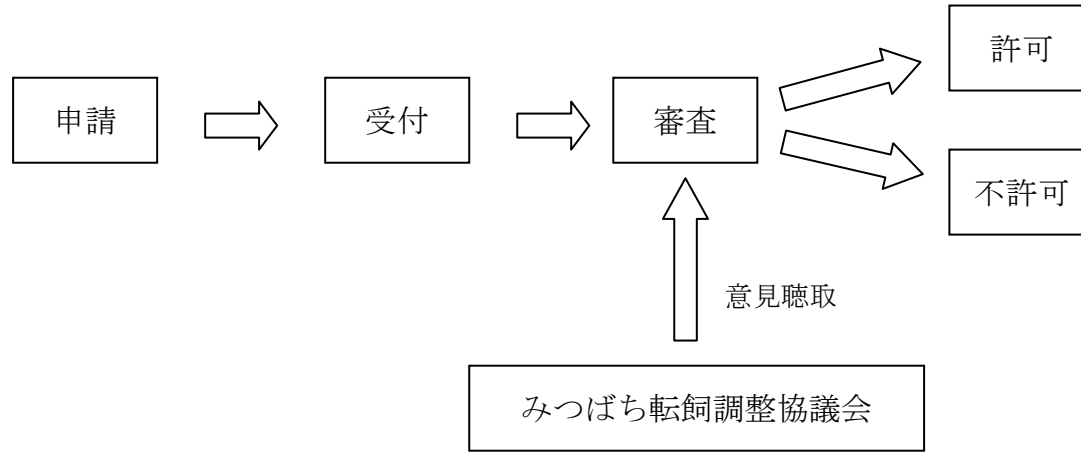 申請
受付
審査
許可
不許可
意見聴取
みつばち転飼調整協議会